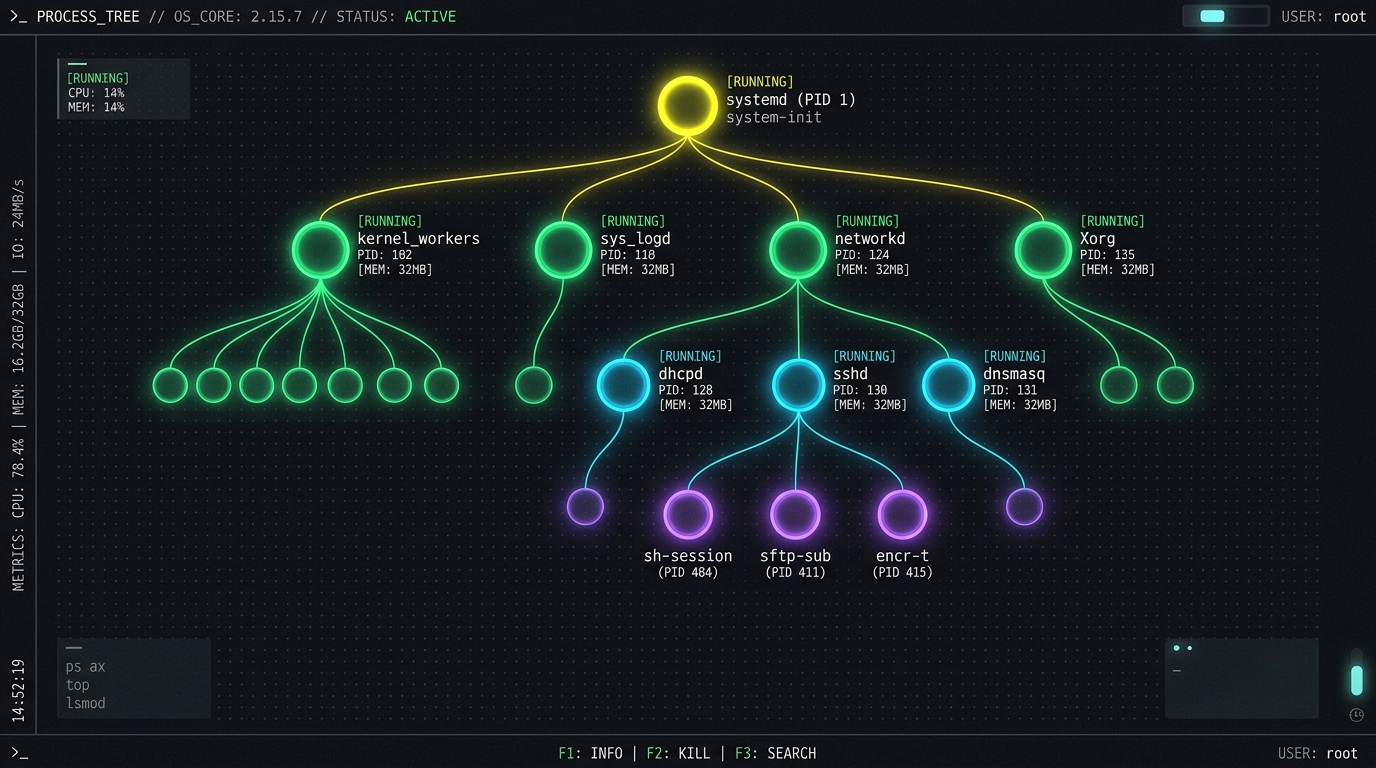 >_ PROCESS_TREE // OS_CORE: 2.15.7 // STATUS: ACTIVE
USER: root
[RUNNING]
CPU: 14%
MEM: 14%
[RUNNING]
systemd (PID 1)
system-init
[RUNNING]
kernel_workers
PID: 102
[MEM: 32MB]
[RUNNING]
sys_logd
PID: 118
[MEM: 32MB]
[RUNNING]
networkd
PID: 124
[MEM: 32MB]
[RUNNING]
Xorg
PID: 135
[MEM: 32MB]
[RUNNING]
dhcpd
PID: 128
[MEM: 32MB]
[RUNNING]
sshd
PID: 130
[MEM: 32MB]
[RUNNING]
dnsmasq
PID: 131
[MEM: 32MB]
sh-session
(PID 484)
sftp-sub
(PID 411)
encr-t
(PID 415)
METRICS: CPU: 78.4% | MEM: 16.2GB/32GB | IO: 24MB/s
14:52:19
ps ax
top
lsmod
>_
F1: INFO | F2: KILL | F3: SEARCH
USER: root